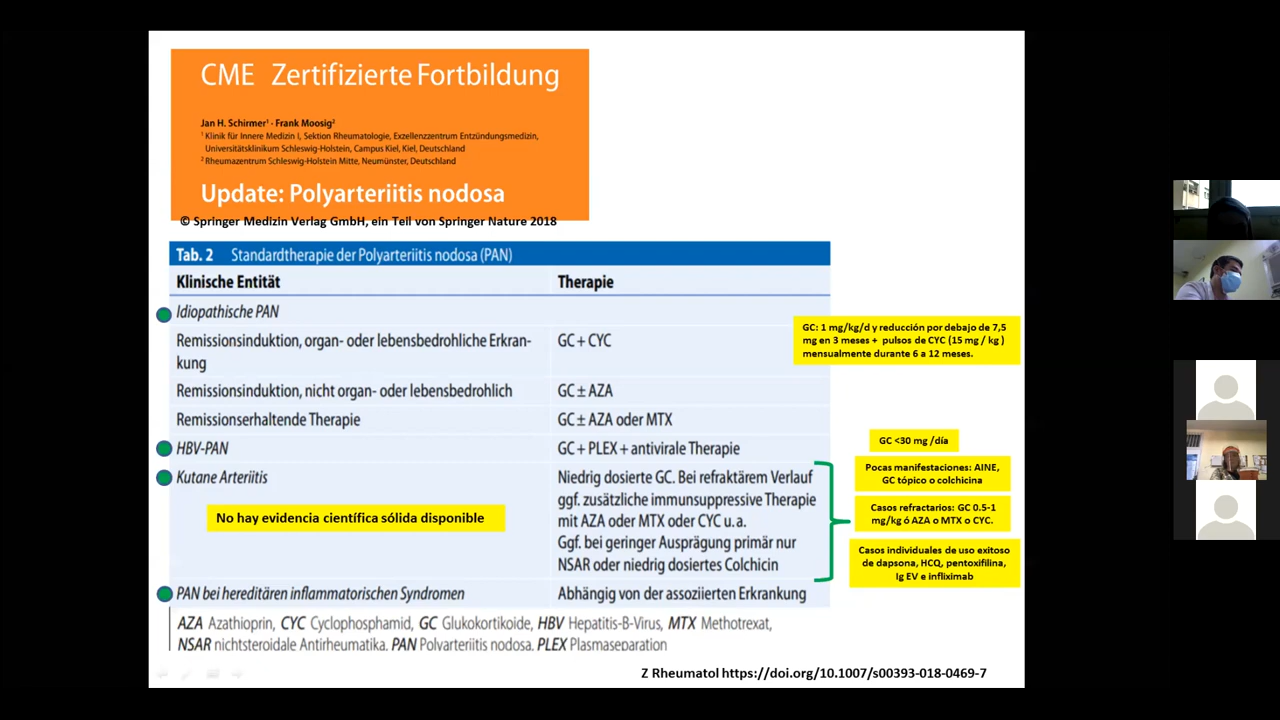 CME Zertifizierte Fortbildung
Jan H. Schirmer¹ · Frank Moosig²
¹ Klinik für Innere Medizin I, Sektion Rheumatologie, Exzellenzzentrum Entzündungsmedizin,
Universitätsklinikum Schleswig-Holstein, Campus Kiel, Kiel, Deutschland
² Rheumazentrum Schleswig-Holstein Mitte, Neumünster, Deutschland
Update: Polyarteriitis nodosa
© Springer Medizin Verlag GmbH, ein Teil von Springer Nature 2018
Tab. 2 Standardtherapie der Polyarteriitis nodosa (PAN)
Klinische Entität Therapie
Idiopathische PAN
Remissionsinduktion, organ- oder lebensbedrohliche Erkran-
kung
GC + CYC
GC: 1 mg/kg/d y reducción por debajo de 7,5
mg en 3 meses + pulsos de CYC (15 mg / kg )
mensualmente durante 6 a 12 meses.
Remissionsinduktion, nicht organ- oder lebensbedrohlich GC ± AZA
Remissionserhaltende Therapie GC ± AZA oder MTX
HBV-PAN GC + PLEX + antivirale Therapie
GC <30 mg /día
Kutane Arteriitis
Niedrig dosierte GC. Bei refraktärem Verlauf
ggf. zusätzliche immunsuppressive Therapie
mit AZA oder MTX oder CYC u. a.
Ggf. bei geringer Ausprägung primär nur
NSAR oder niedrig dosiertes Colchicin
No hay evidencia científica sólida disponible
Pocas manifestaciones: AINE,
GC tópico o colchicina
Casos refractarios: GC 0.5-1
mg/kg ó AZA o MTX o CYC.
Casos individuales de uso exitoso
de dapsona, HCQ, pentoxifilina,
Ig EV e infliximab
PAN bei hereditären inflammatorischen Syndromen Abhängig von der assoziierten Erkrankung
AZA Azathioprin, CYC Cyclophosphamid, GC Glukokortikoide, HBV Hepatitis-B-Virus, MTX Methotrexat,
NSAR nichtsteroidale Antirheumatika, PAN Polyarteriitis nodosa, PLEX Plasmaseparation
Z Rheumatol https://doi.org/10.1007/s00393-018-0469-7